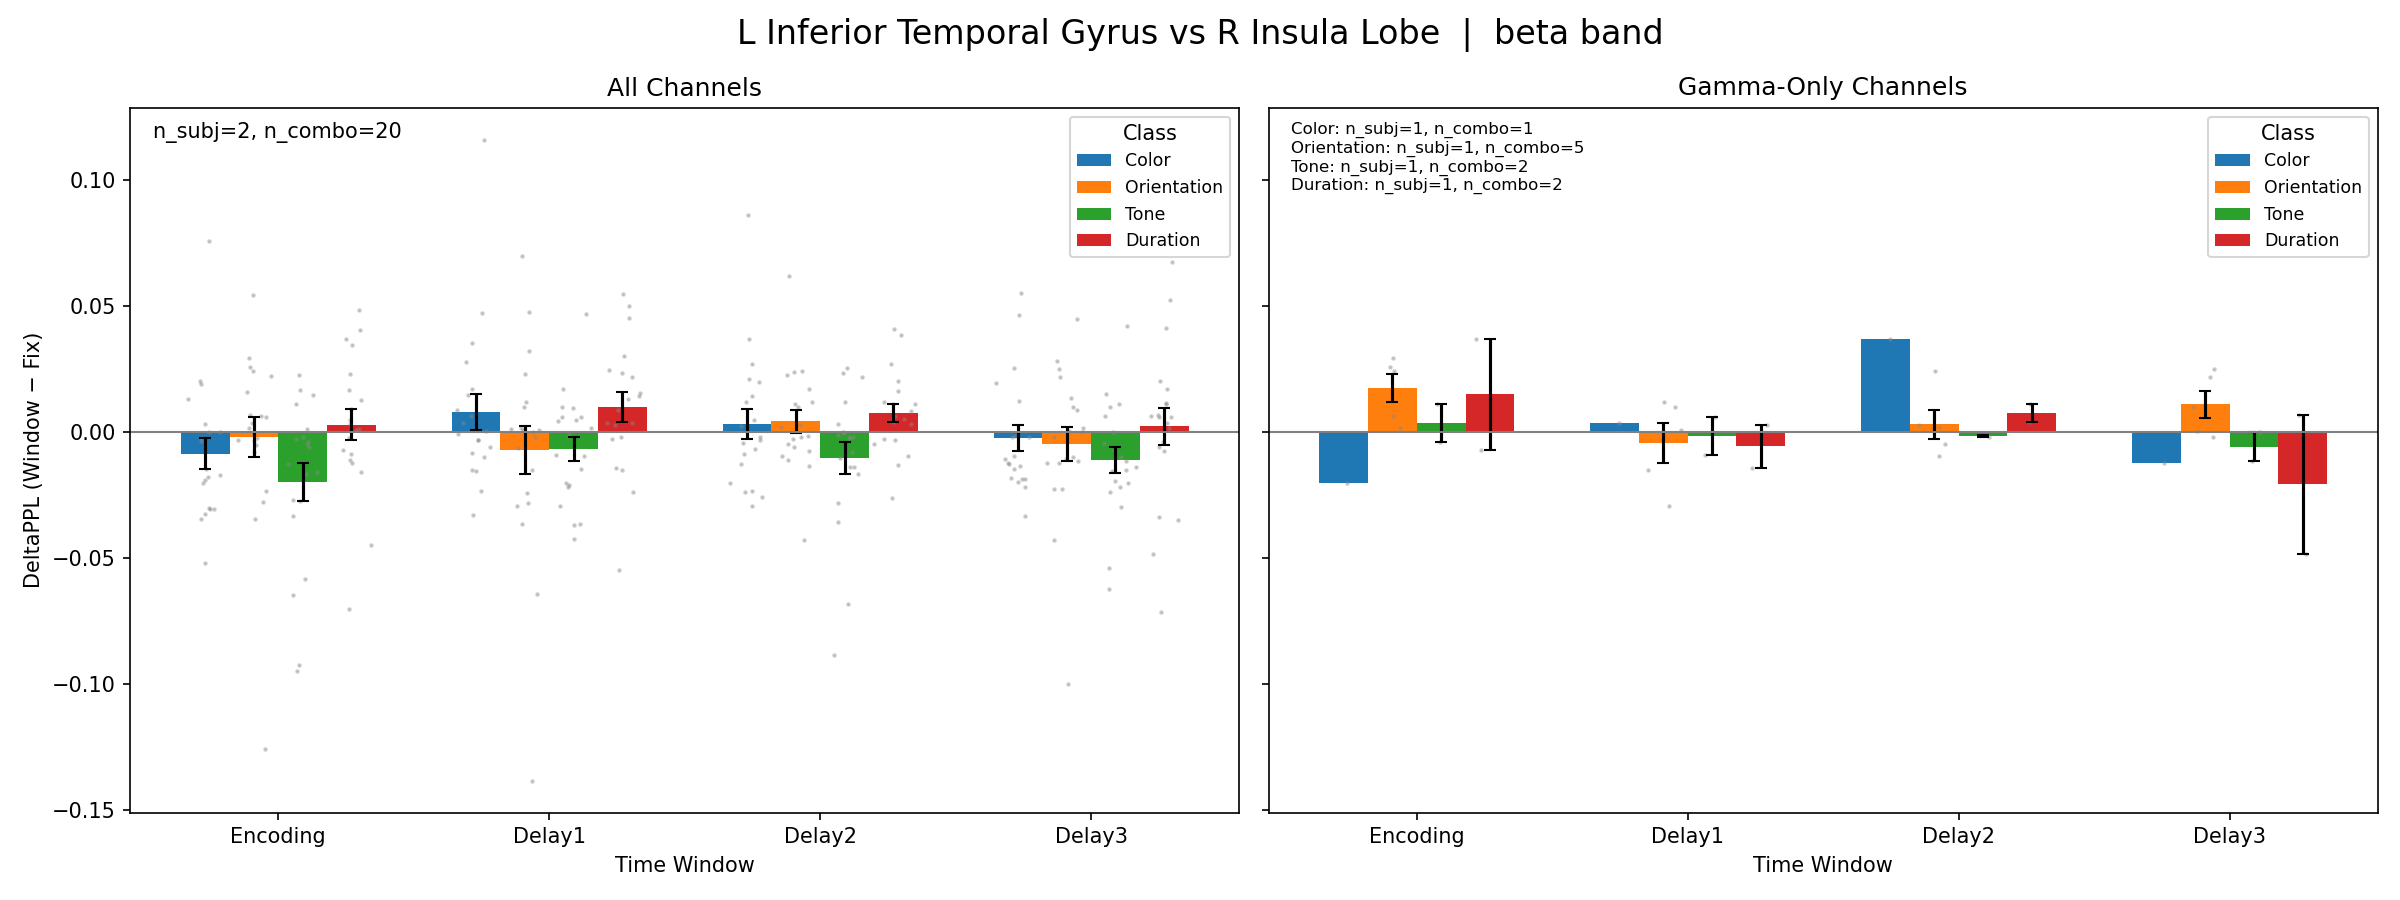 L Inferior Temporal Gyrus vs R Insula Lobe | beta band
All Channels
n_subj=2, n_combo=20
Class
Color
Orientation
Tone
Duration
0.10
0.05
0.00
−0.05
−0.10
−0.15
DeltaPPL (Window − Fix)
Encoding
Delay1
Delay2
Delay3
Time Window
Gamma-Only Channels
Color: n_subj=1, n_combo=1
Orientation: n_subj=1, n_combo=5
Tone: n_subj=1, n_combo=2
Duration: n_subj=1, n_combo=2
Class
Color
Orientation
Tone
Duration
Encoding
Delay1
Delay2
Delay3
Time Window